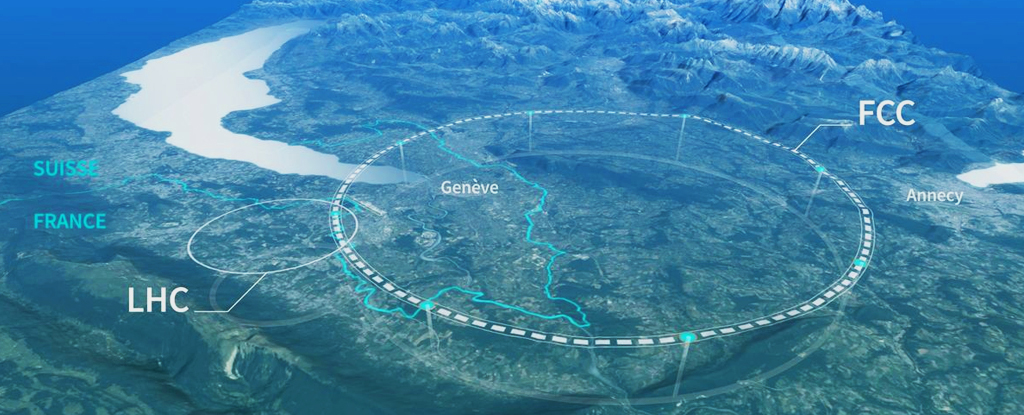 FCC
SUISSE
Genève
Annecy
FRANCE
LHC